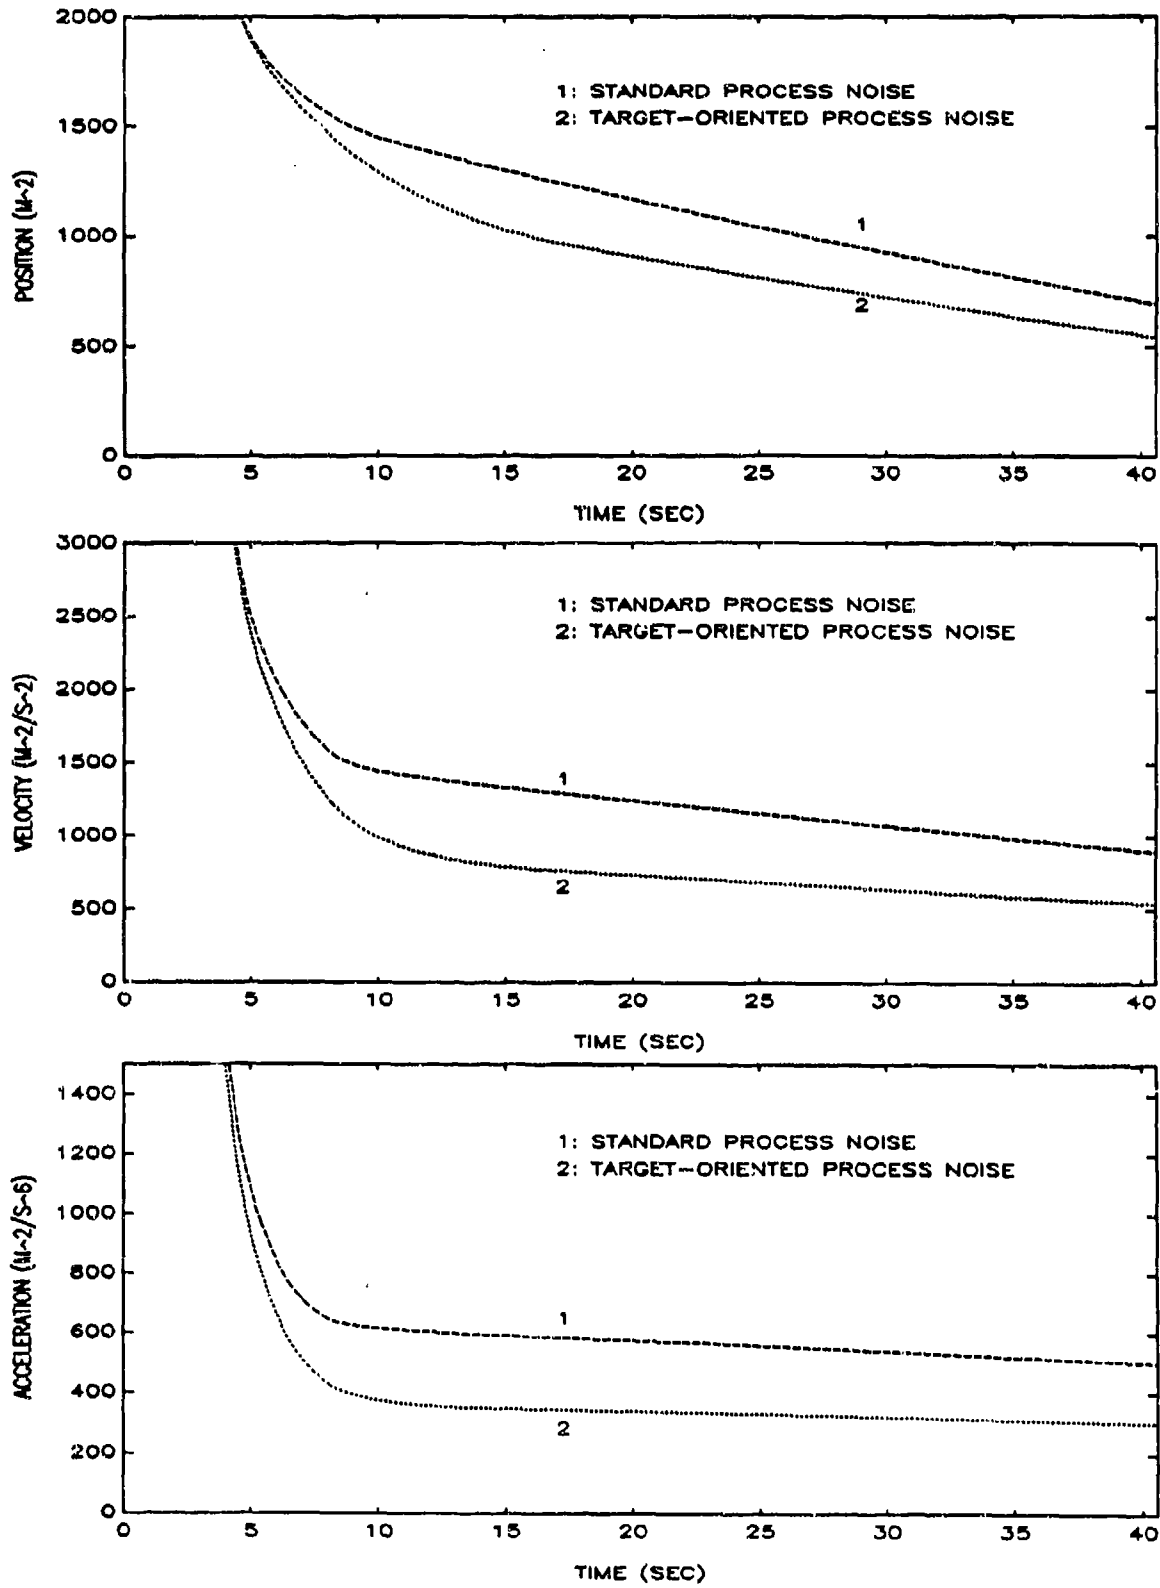 2000
1500
1000
500
0
POSITION (M^2)
1: STANDARD PROCESS NOISE
2: TARGET-ORIENTED PROCESS NOISE
1
2
0 5 10 15 20 25 30 35 40
TIME (SEC)
3000
2500
2000
1500
1000
500
0
VELOCITY (M^2/S^2)
1: STANDARD PROCESS NOISE
2: TARGET-ORIENTED PROCESS NOISE
1
2
0 5 10 15 20 25 30 35 40
TIME (SEC)
1400
1200
1000
800
600
400
200
0
ACCELERATION (M^2/S^6)
1: STANDARD PROCESS NOISE
2: TARGET-ORIENTED PROCESS NOISE
1
2
0 5 10 15 20 25 30 35 40
TIME (SEC)